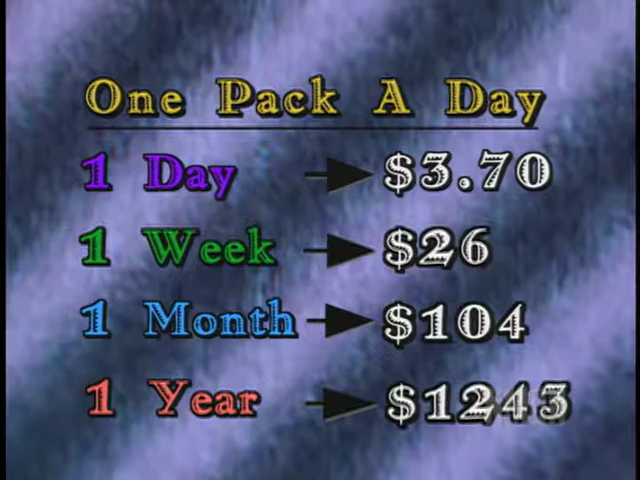 One Pack A Day
1 Day $3.70
1 Week $26
1 Month $104
1 Year $1243